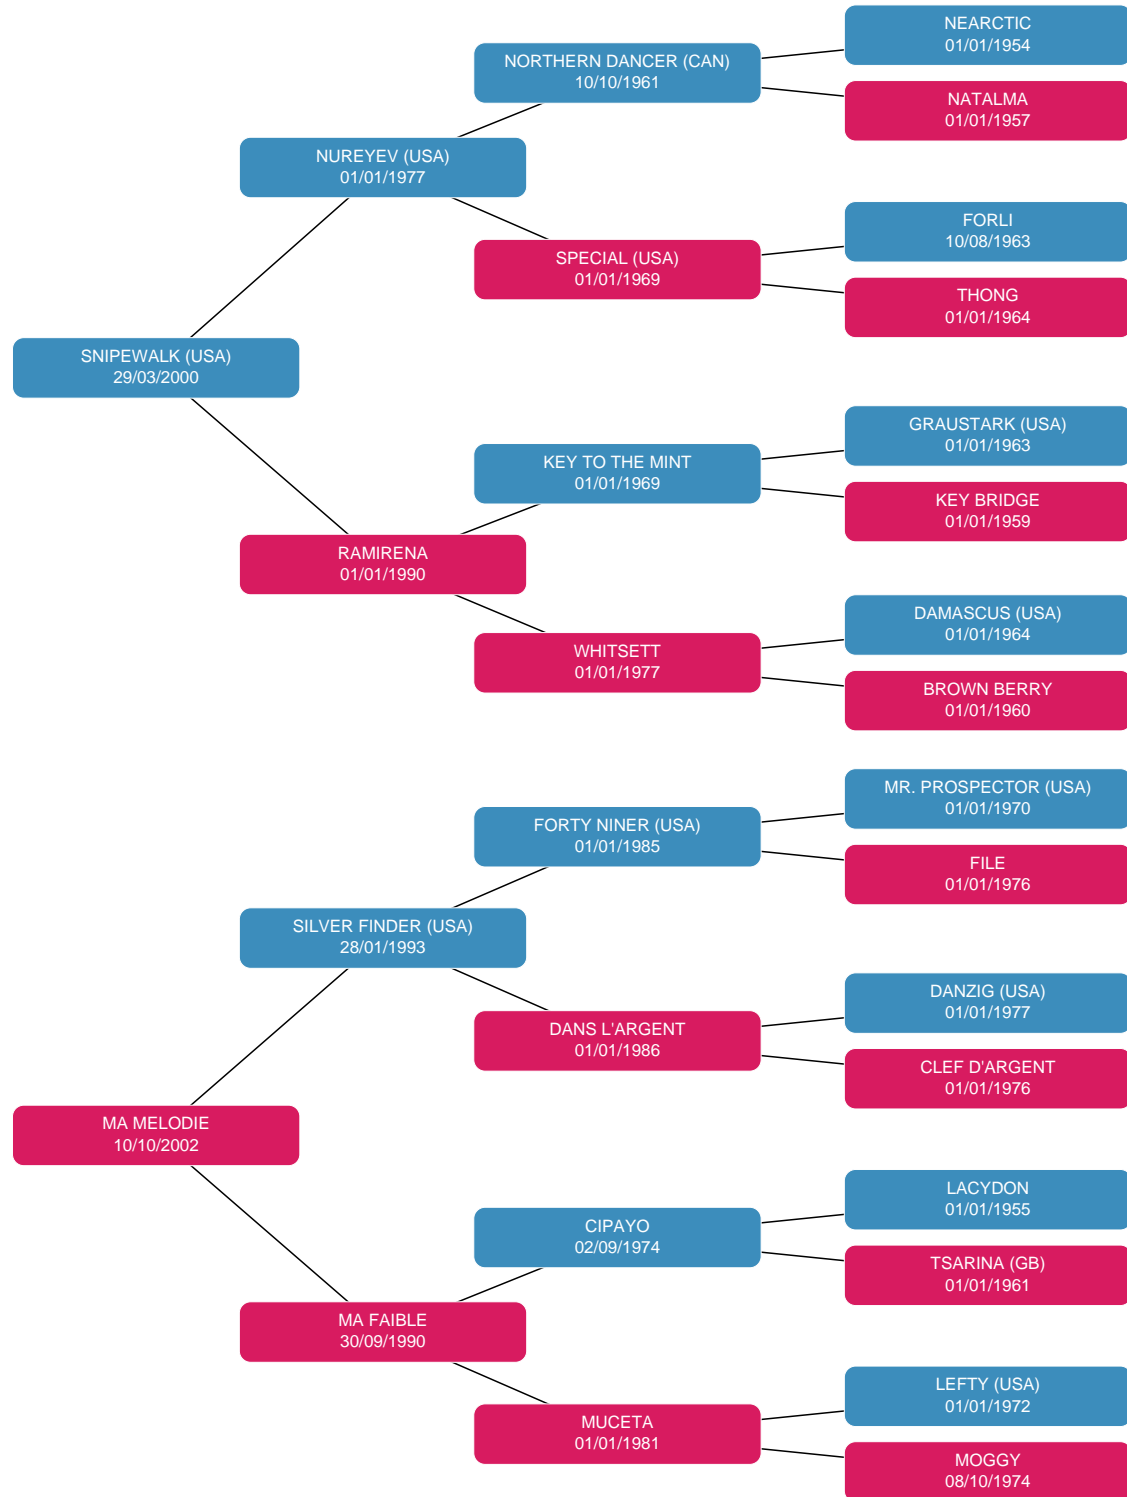 NEARCTIC
01/01/1954
NORTHERN DANCER (CAN)
10/10/1961
NATALMA
01/01/1957
NUREYEV (USA)
01/01/1977
FORLI
10/08/1963
SPECIAL (USA)
01/01/1969
THONG
01/01/1964
SNIPEWALK (USA)
29/03/2000
GRAUSTARK (USA)
01/01/1963
KEY TO THE MINT
01/01/1969
KEY BRIDGE
01/01/1959
RAMIRENA
01/01/1990
DAMASCUS (USA)
01/01/1964
WHITSETT
01/01/1977
BROWN BERRY
01/01/1960
MR. PROSPECTOR (USA)
01/01/1970
FORTY NINER (USA)
01/01/1985
FILE
01/01/1976
SILVER FINDER (USA)
28/01/1993
DANZIG (USA)
01/01/1977
DANS L'ARGENT
01/01/1986
CLEF D'ARGENT
01/01/1976
MA MELODIE
10/10/2002
LACYDON
01/01/1955
CIPAYO
02/09/1974
TSARINA (GB)
01/01/1961
MA FAIBLE
30/09/1990
LEFTY (USA)
01/01/1972
MUCETA
01/01/1981
MOGGY
08/10/1974